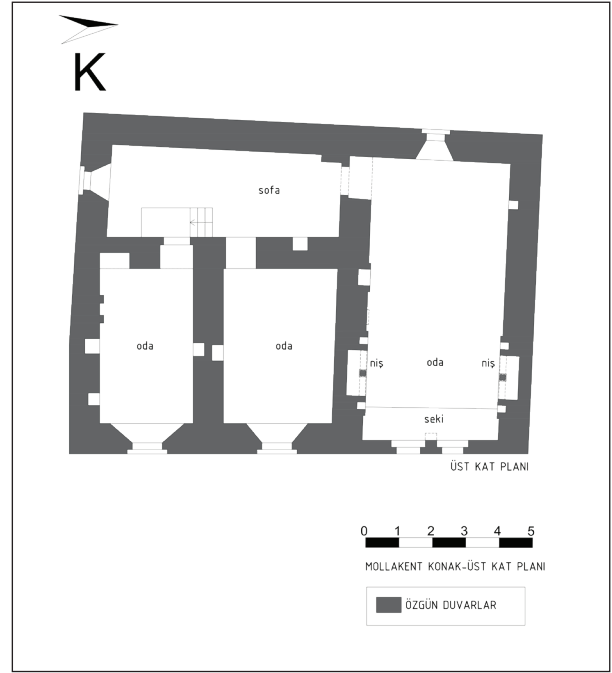 K
sofa
oda
oda
niş
oda
niş
seki
ÜST KAT PLANI
0 1 2 3 4 5
MOLLAKENT KONAK-ÜST KAT PLANI
ÖZGÜN DUVARLAR